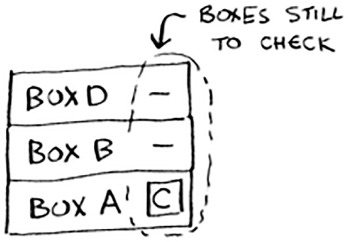 BOXES STILL
TO CHECK
BOX D –
BOX B –
BOX A C